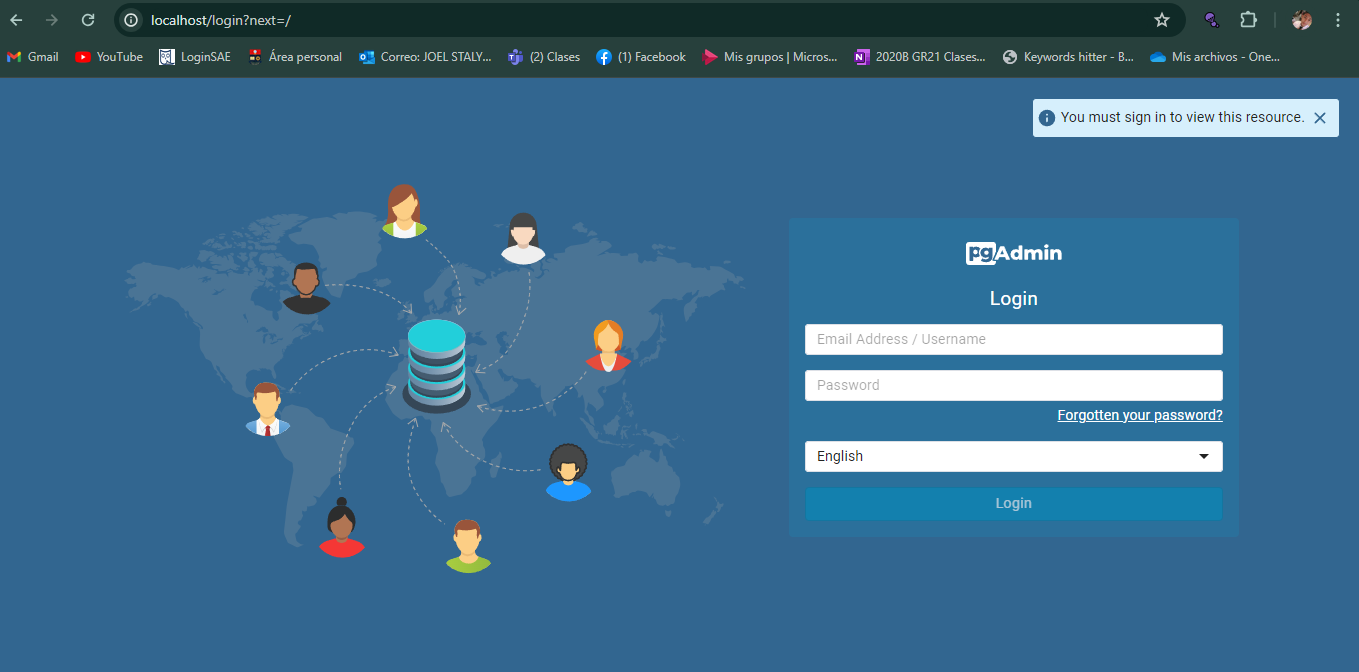 localhost/login?next=/
Gmail
YouTube
LoginSAE
Área personal
Correo: JOEL STALY...
(2) Clases
(1) Facebook
Mis grupos | Micros...
2020B GR21 Clases...
Keywords hitter - B...
Mis archivos - One...
You must sign in to view this resource.
pgAdmin
Login
Email Address / Username
Password
Forgotten your password?
English
Login